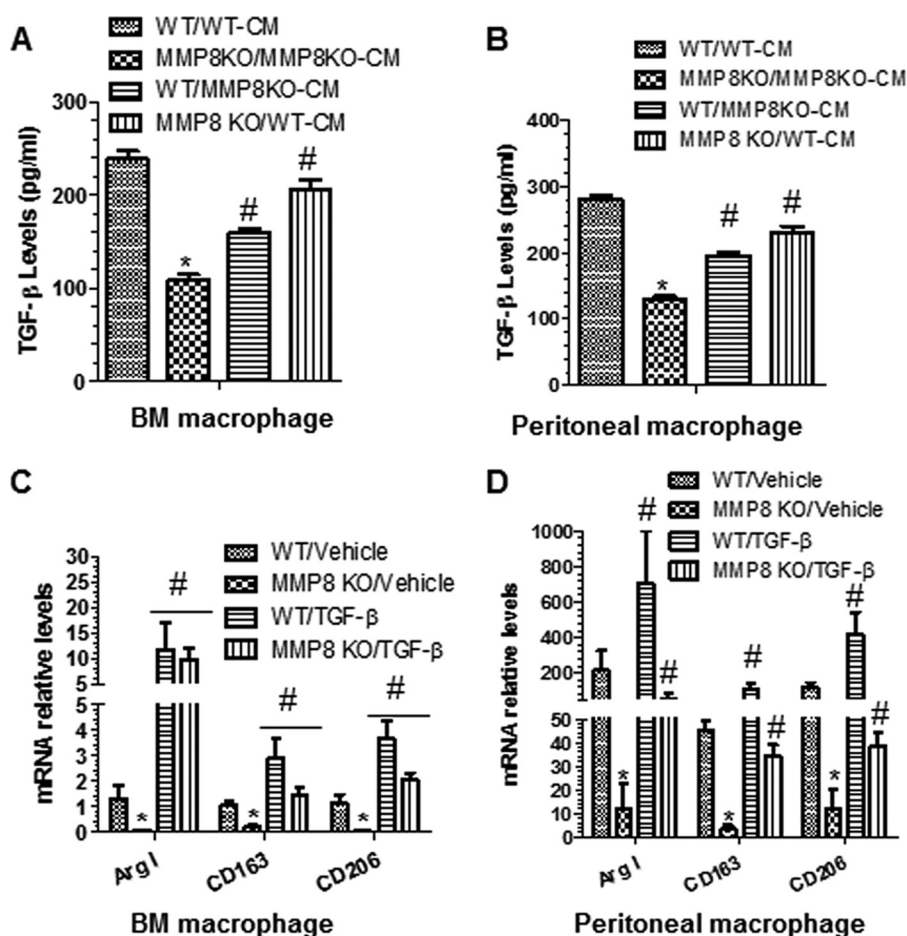 A
WT/WT-CM
MMP8KO/MMP8KO-CM
WT/MMP8KO-CM
MMP8 KO/WT-CM
TGF-β Levels (pg/ml)
300
200
100
0
*
#
#
BM macrophage
B
WT/WT-CM
MMP8KO/MMP8KO-CM
WT/MMP8KO-CM
MMP8 KO/WT-CM
TGF-β Levels (pg/ml)
400
300
200
100
0
*
#
#
Peritoneal macrophage
C
WT/Vehicle
MMP8 KO/Vehicle
WT/TGF-β
MMP8 KO/TGF-β
mRNA relative levels
30
25
20
15
10
5
5
4
3
2
1
0
#
#
#
*
*
*
Arg I
CD163
CD206
BM macrophage
D
WT/Vehicle
MMP8 KO/Vehicle
WT/TGF-β
MMP8 KO/TGF-β
mRNA relative levels
1000
800
600
400
200
50
40
30
20
10
0
#
#
#
#
#
#
*
*
*
Arg I
CD163
CD206
Peritoneal macrophage